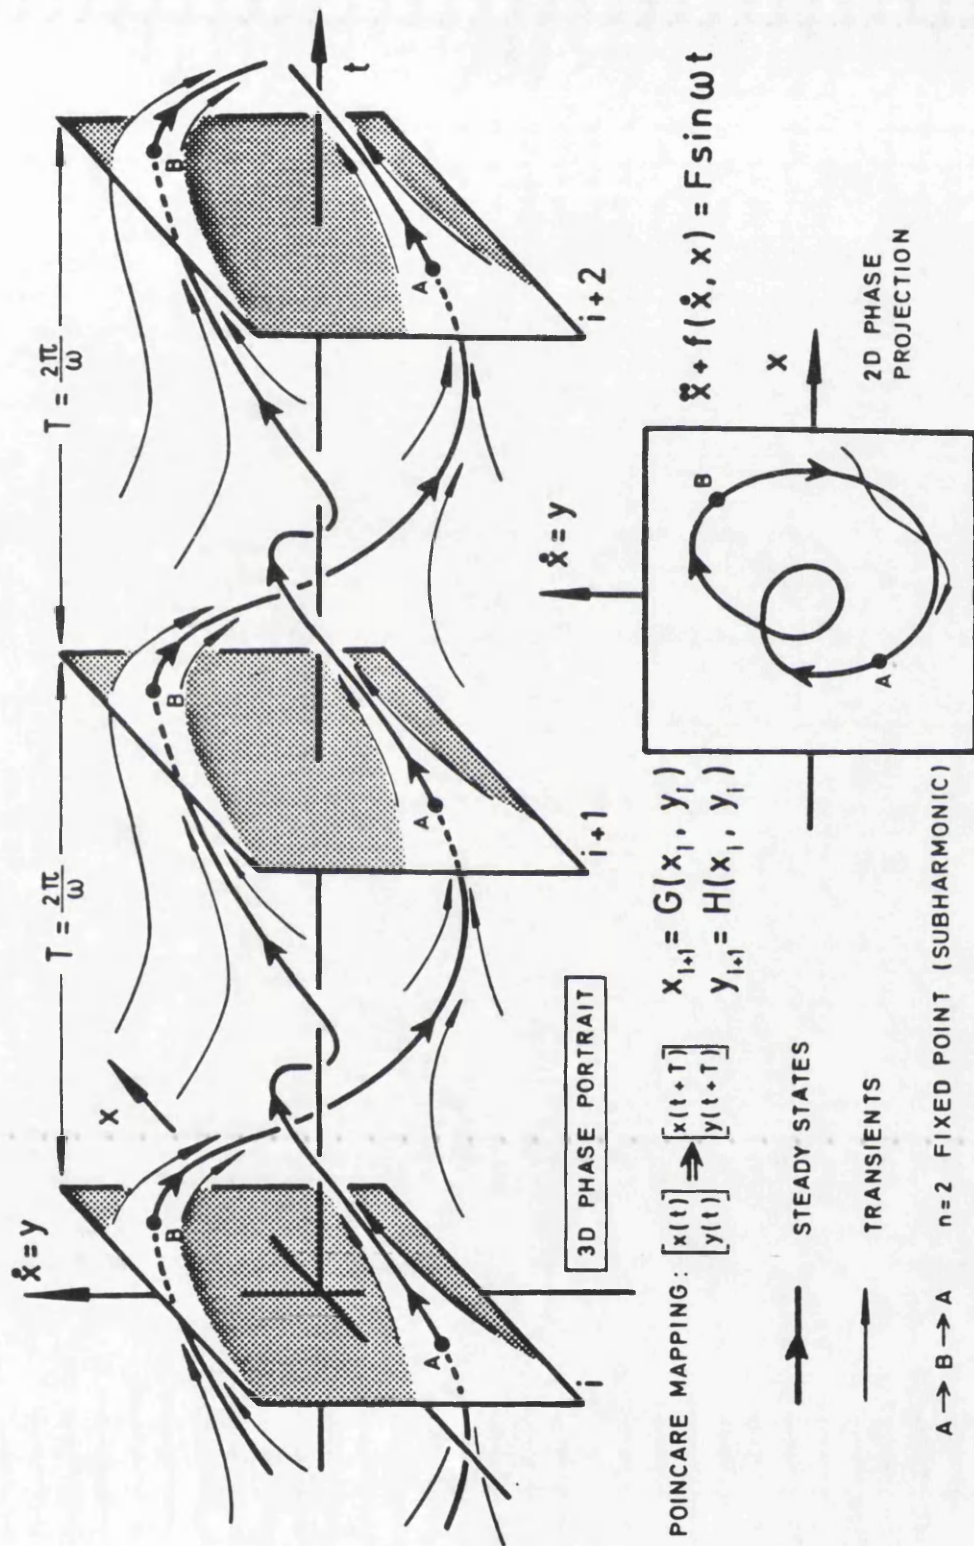 T = 2π/ω
T = 2π/ω
ẋ = y
x
t
B
B
B
A
A
A
i
i+1
i+2
3D PHASE PORTRAIT
POINCARE MAPPING: [x(t) y(t)] ⇒ [x(t+T) y(t+T)]
x_{i+1} = G(x_i, y_i)
y_{i+1} = H(x_i, y_i)
STEADY STATES
TRANSIENTS
A → B → A n=2 FIXED POINT (SUBHARMONIC)
ẋ = y
B
A
x
ẍ + f(ẋ, x) = F sin ωt
2D PHASE
PROJECTION